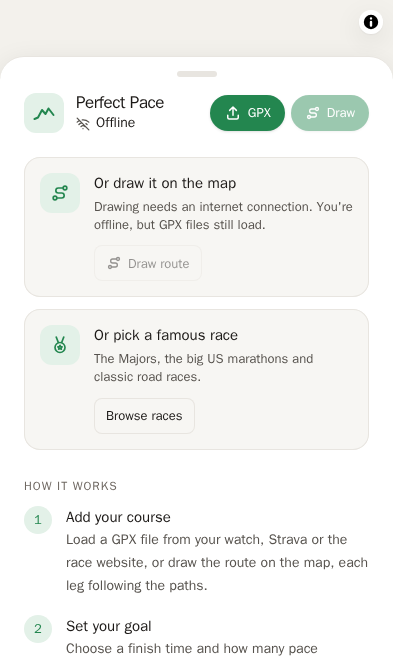 Perfect Pace
Offline
GPX
Draw
Or draw it on the map
Drawing needs an internet connection. You're
offline, but GPX files still load.
Draw route
Or pick a famous race
The Majors, the big US marathons and
classic road races.
Browse races
HOW IT WORKS
1
Add your course
Load a GPX file from your watch, Strava or the
race website, or draw the route on the map, each
leg following the paths.
2
Set your goal
Choose a finish time and how many pace